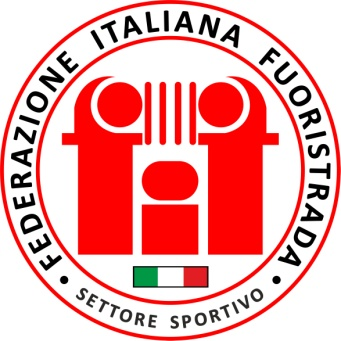 FEDERAZIONE ITALIANA FUORISTRADA
SETTORE SPORTIVO